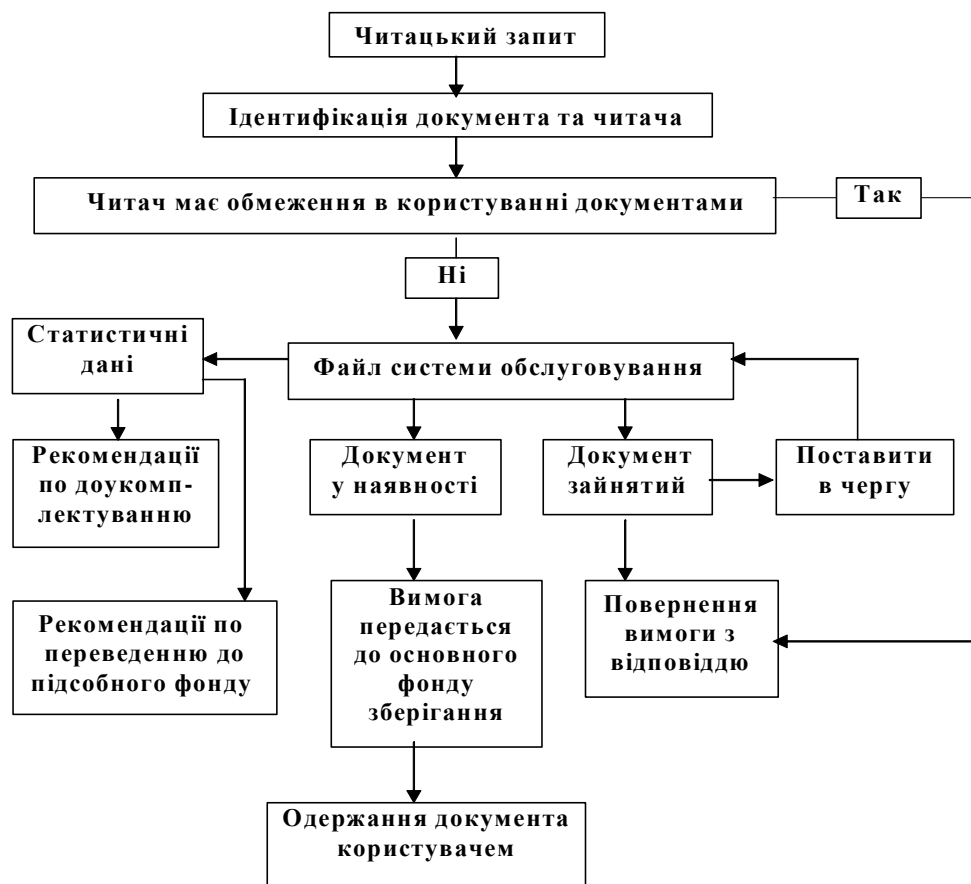 Читацький запит
Ідентифікація документа та читача
Читач має обмеження в користуванні документами
Так
Ні
Статистичні
дані
Файл системи обслуговування
Рекомендації
по доукомп-
лектуванню
Документ
у наявності
Документ
зайнятий
Поставити
в чергу
Рекомендації по
переведенню до
підсобного фонду
Вимога
передається
до основного
фонду
зберігання
Повернення
вимоги з
відповіддю
Одержання документа
користувачем